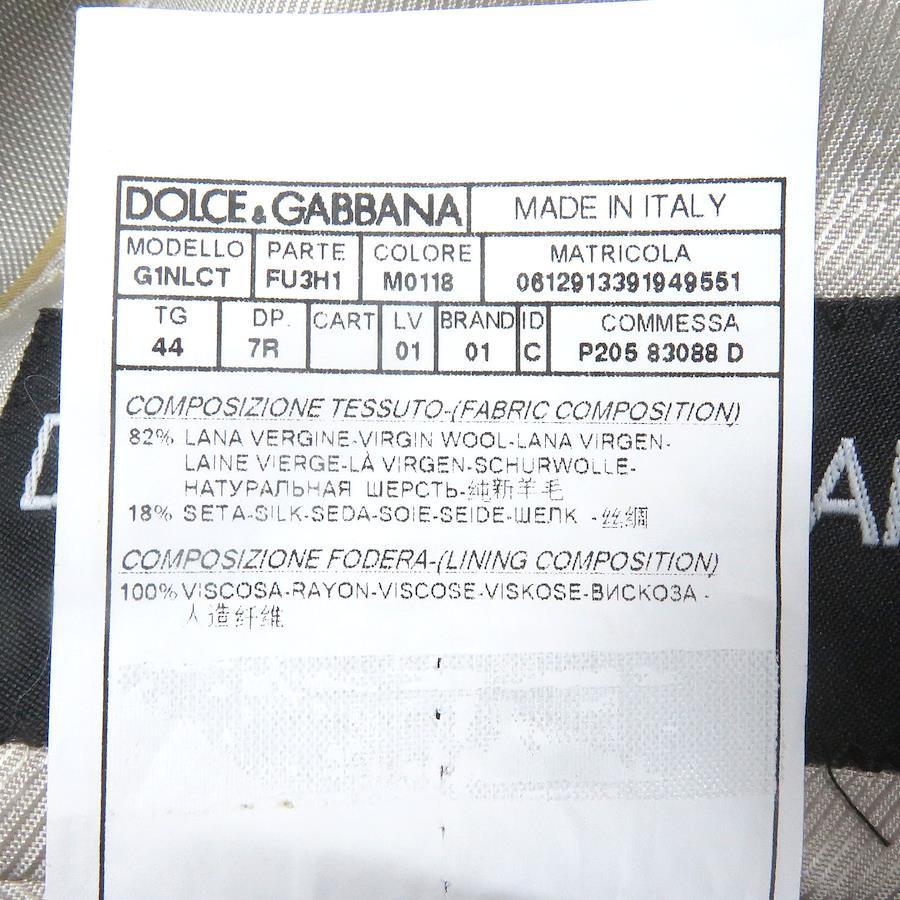 DOLCE & GABBANA MADE IN ITALY
MODELLO PARTE COLORE MATRICOLA
G1NLCT FU3H1 M0118 0612913391949551
TG DP. CART LV BRAND ID COMMESSA
44 7R 01 01 C P205 83088 D
COMPOSIZIONE TESSUTO-(FABRIC COMPOSITION)
82% LANA VERGINE-VIRGIN WOOL-LANA VIRGEN-
LAINE VIERGE-LÀ VIRGEN-SCHURWOLLE-
НАТУРАЛЬНАЯ ШЕРСТЬ-纯新羊毛
18% SETA-SILK-SEDA-SOIE-SEIDE-ШЕЛК -丝绸
COMPOSIZIONE FODERA-(LINING COMPOSITION)
100% VISCOSA-RAYON-VISCOSE-VISKOSE-ВИСКОЗА -
人造纤维